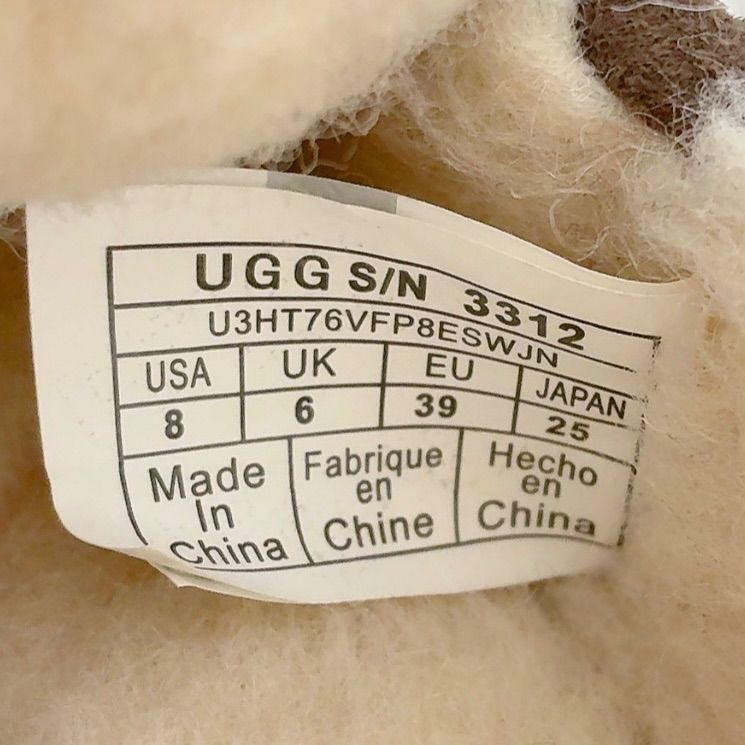 UGG S/N 3312
U3HT76VFP8ESWJN
USA UK EU JAPAN
8 6 39 25
Made Fabrique Hecho
In en en
China Chine China